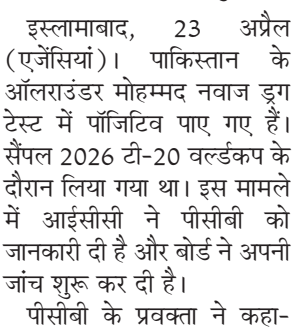 इस्लामाबाद, 23 अप्रैल
(एजेंसियां)। पाकिस्तान के
ऑलराउंडर मोहम्मद नवाज ड्रग
टेस्ट में पॉजिटिव पाए गए हैं।
सैंपल 2026 टी-20 वर्ल्डकप के
दौरान लिया गया था। इस मामले
में आईसीसी ने पीसीबी को
जानकारी दी है और बोर्ड ने अपनी
जांच शुरू कर दी है।
पीसीबी के प्रवक्ता ने कहा-